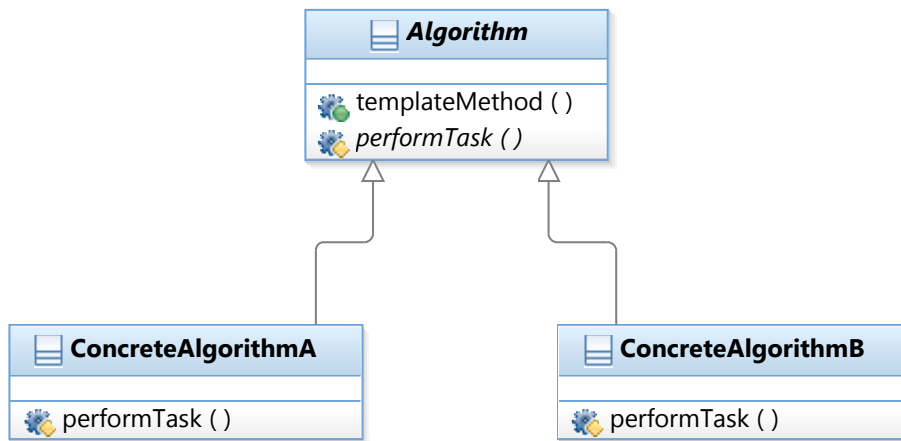 Algorithm
templateMethod ( )
performTask ( )
ConcreteAlgorithmA
performTask ( )
ConcreteAlgorithmB
performTask ( )